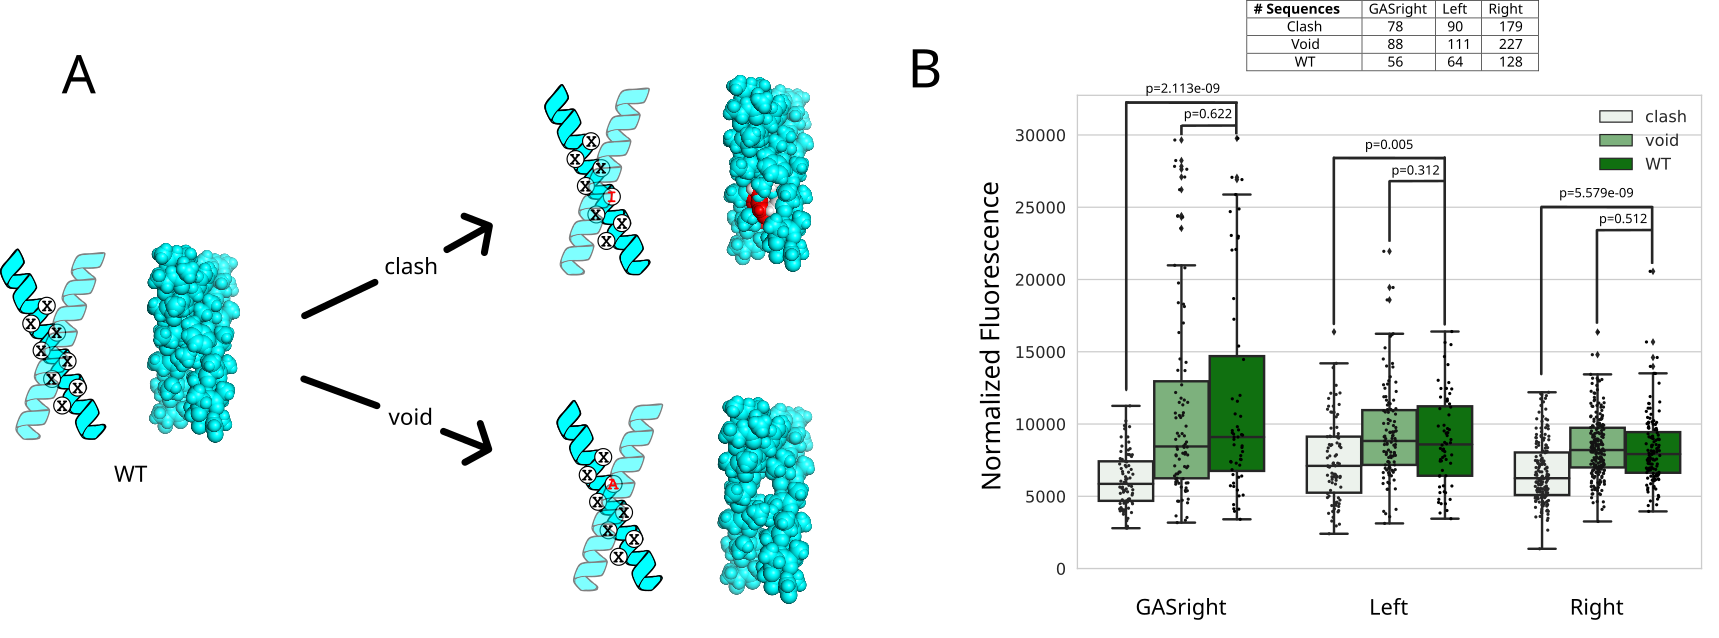 A
X
X
X
X
X
X
X
X
WT
clash
void
X
X
X
X
I
X
X
X
X
X
A
X
X
X
X
X
B
# Sequences GASright Left Right
Clash 78 90 179
Void 88 111 227
WT 56 64 128
Normalized Fluorescence
30000
25000
20000
15000
10000
5000
0
p=2.113e-09
p=0.622
p=0.005
p=0.312
p=5.579e-09
p=0.512
clash
void
WT
GASright
Left
Right